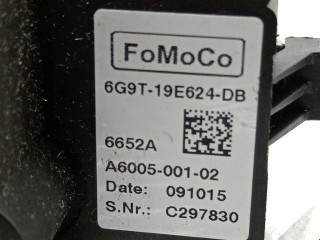 FoMoCo
6G9T-19E624-DB
6652A
A6005-001-02
Date: 091015
S.Nr.: C297830